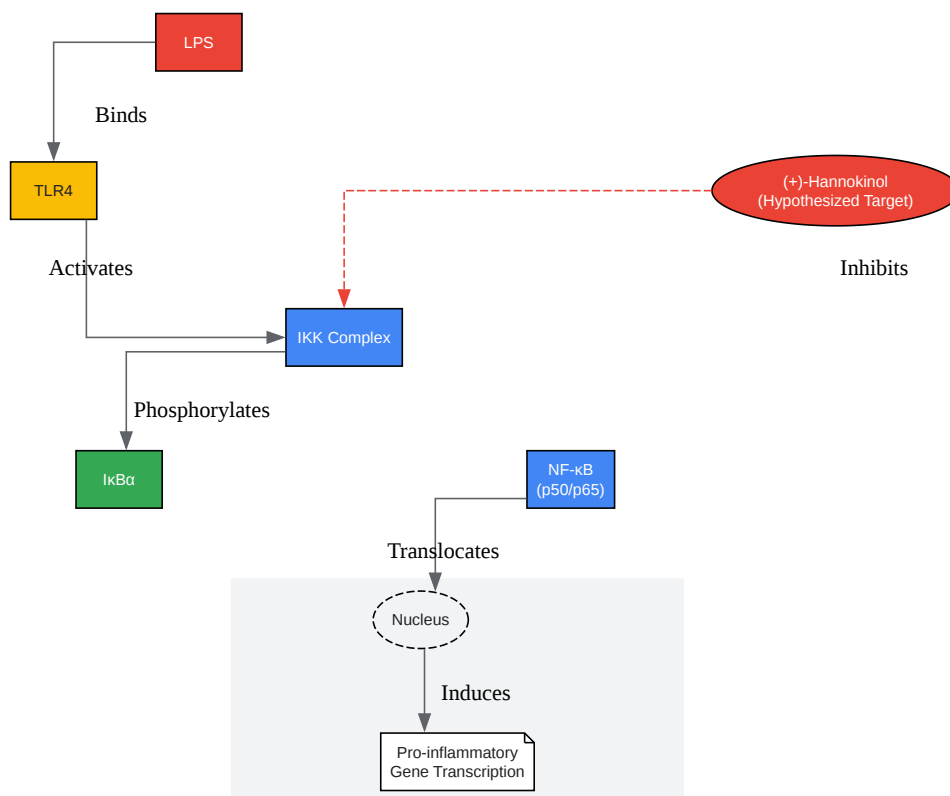 LPS
Binds
TLR4
(+)-Hannokinol
(Hypothesized Target)
Activates
Inhibits
IKK Complex
Phosphorylates
IκBα
NF-κB
(p50/p65)
Translocates
Nucleus
Induces
Pro-inflammatory
Gene Transcription